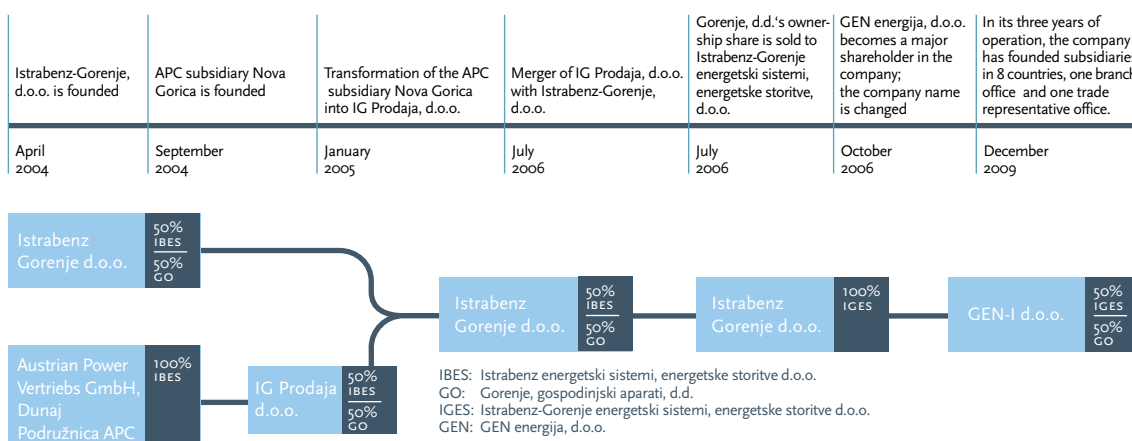 Istrabenz-Gorenje,
d.o.o. is founded
APC subsidiary Nova
Gorica is founded
Transformation of the APC
subsidiary Nova Gorica
into IG Prodaja, d.o.o.
Merger of IG Prodaja, d.o.o.
with Istrabenz-Gorenje,
d.o.o.
Gorenje, d.d.'s owner-
ship share is sold to
Istrabenz-Gorenje
energetski sistemi,
energetske storitve,
d.o.o.
GEN energija, d.o.o.
becomes a major
shareholder in the
company;
the company name
is changed
In its three years of
operation, the company
has founded subsidiaries
in 8 countries, one branch
office and one trade
representative office.
April
2004
September
2004
January
2005
July
2006
July
2006
October
2006
December
2009
Istrabenz
Gorenje d.o.o.
50%
IBES
50%
GO
Austrian Power
Vertriebs GmbH,
Dunaj
Podružnica APC
100%
IBES
IG Prodaja
d.o.o.
50%
IBES
50%
GO
Istrabenz
Gorenje d.o.o.
50%
IBES
50%
GO
Istrabenz
Gorenje d.o.o.
100%
IGES
GEN-I d.o.o.
50%
IGES
50%
GO
IBES: Istrabenz energetski sistemi, energetske storitve d.o.o.
GO: Gorenje, gospodinjski aparati, d.d.
IGES: Istrabenz-Gorenje energetski sistemi, energetske storitve d.o.o.
GEN: GEN energija, d.o.o.